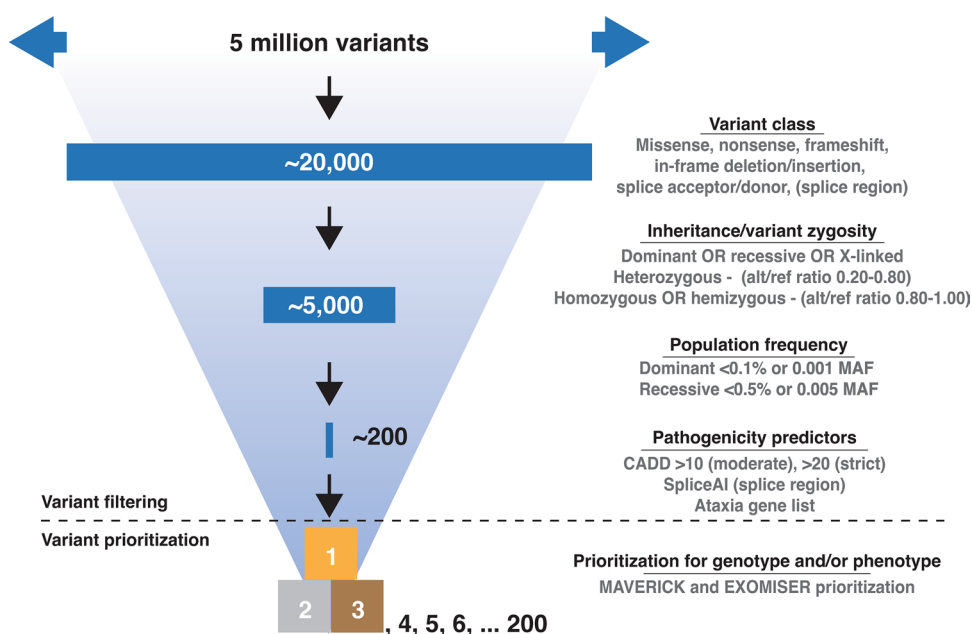 5 million variants
~20,000
~5,000
~200
Variant filtering
Variant prioritization
1
2
3
, 4, 5, 6, ... 200
Variant class
Missense, nonsense, frameshift,
in-frame deletion/insertion,
splice acceptor/donor, (splice region)
Inheritance/variant zygosity
Dominant OR recessive OR X-linked
Heterozygous - (alt/ref ratio 0.20-0.80)
Homozygous OR hemizygous - (alt/ref ratio 0.80-1.00)
Population frequency
Dominant <0.1% or 0.001 MAF
Recessive <0.5% or 0.005 MAF
Pathogenicity predictors
CADD >10 (moderate), >20 (strict)
SpliceAI (splice region)
Ataxia gene list
Prioritization for genotype and/or phenotype
MAVERICK and EXOMISER prioritization